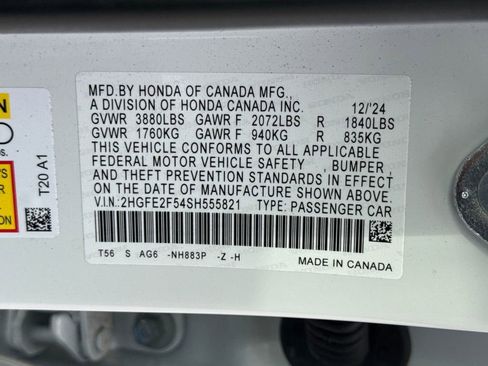 MFD.BY HONDA OF CANADA MFG.,
A DIVISION OF HONDA CANADA INC. 12/'24
GVWR 3880LBS GAWR F 2072LBS R 1840LBS
GVWR 1760KG GAWR F 940KG R 835KG
THIS VEHICLE CONFORMS TO ALL APPLICABLE
FEDERAL MOTOR VEHICLE SAFETY , BUMPER ,
AND THEFT PREVENTION STANDARDS IN EFFECT
ON THE DATE OF MANUFACTURE SHOWN ABOVE.
V.I.N.:2HGFE2F54SH555821 TYPE: PASSENGER CAR
T56 S AG6 -NH883P -Z -H
MADE IN CANADA
T20 A1